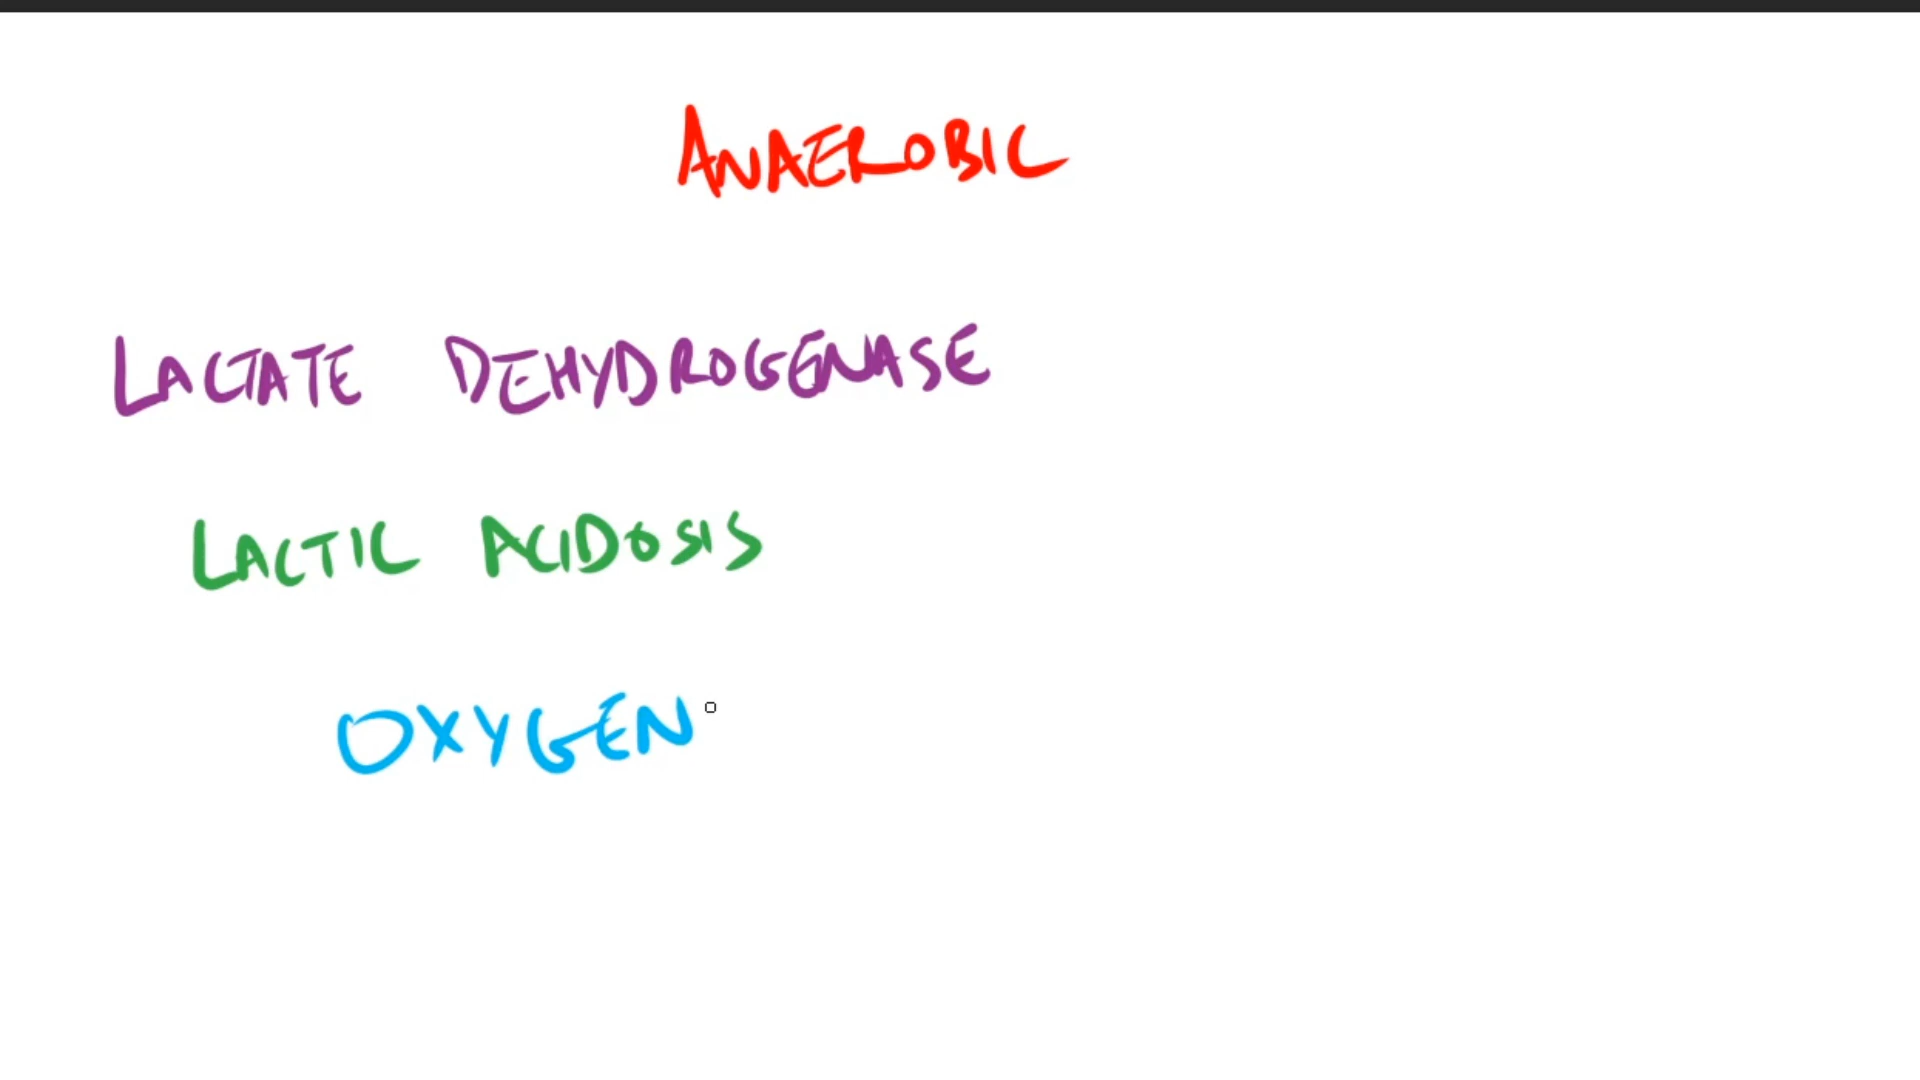 ANAEROBIC
LACTATE DEHYDROGENASE
LACTIC ACIDOSIS
OXYGEN